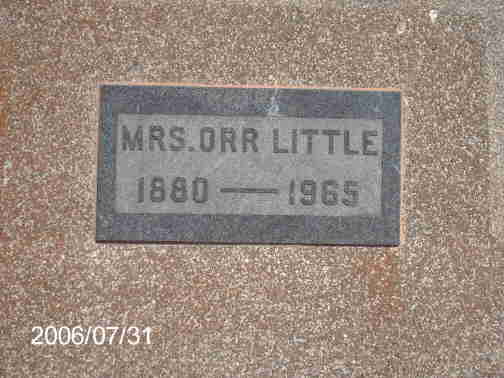 MRS. ORR LITTLE
1880 — 1965
2006/07/31